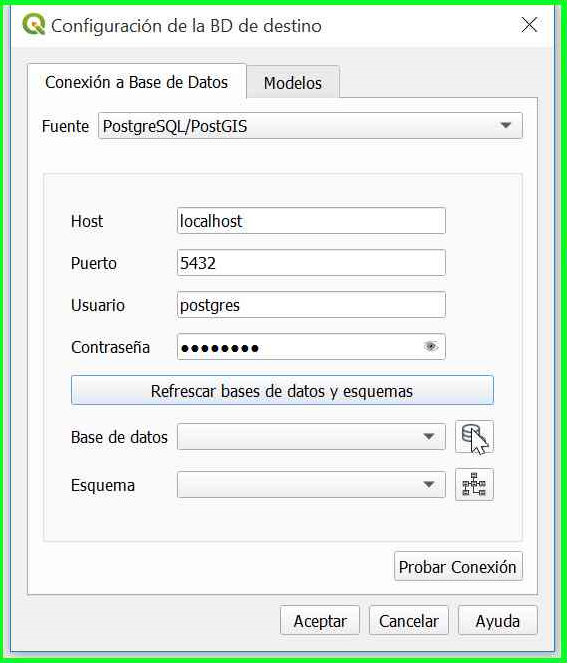 Configuración de la BD de destino
Conexión a Base de Datos Modelos
Fuente PostgreSQL/PostGIS
Host localhost
Puerto 5432
Usuario postgres
Contraseña ●●●●●●●●
Refrescar bases de datos y esquemas
Base de datos
Esquema
Probar Conexión
Aceptar Cancelar Ayuda